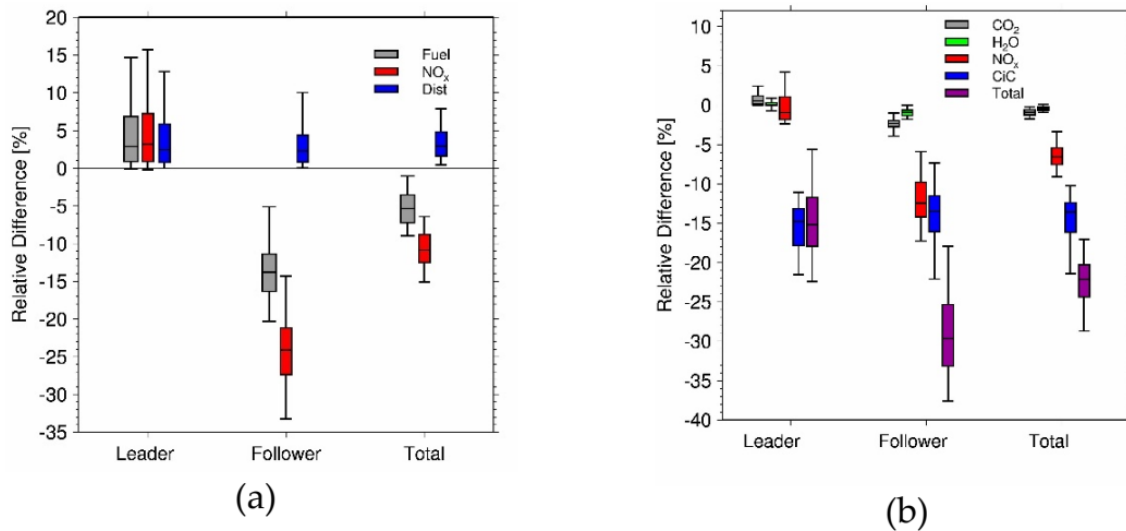 20
15
10
5
0
-5
-10
-15
-20
-25
-30
-35
Relative Difference [%]
Fuel
NOx
Dist
Leader Follower Total
(a)
10
5
0
-5
-10
-15
-20
-25
-30
-35
-40
Relative Difference [%]
CO2
H2O
NOx
CiC
Total
Leader Follower Total
(b)